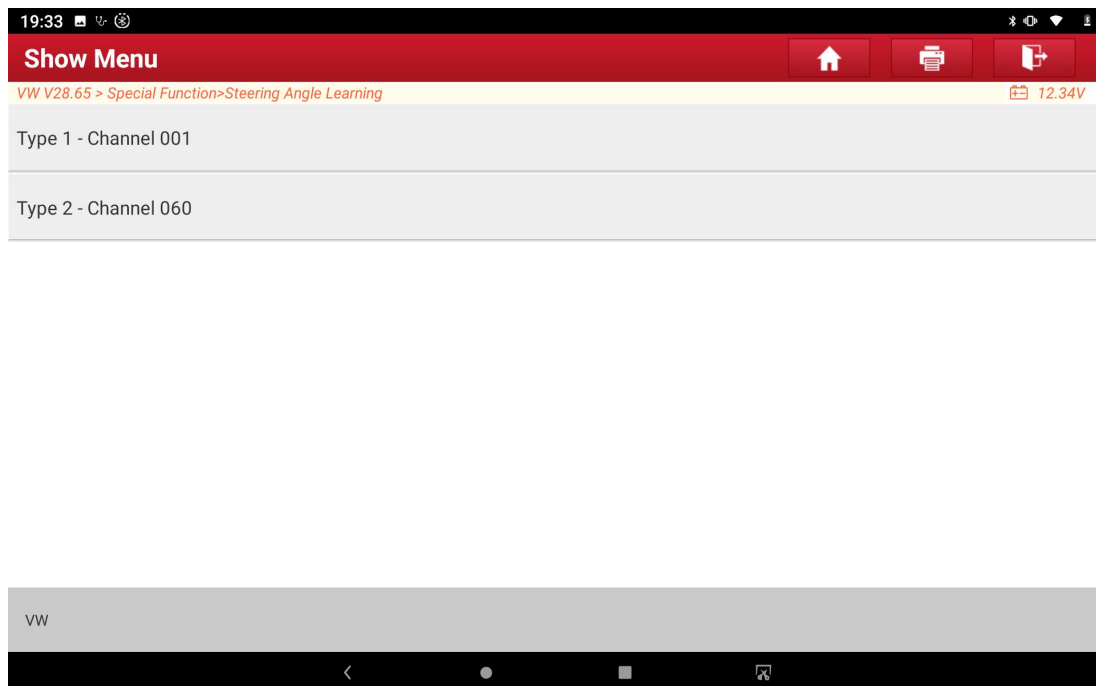 19:33
Show Menu
VW V28.65 > Special Function>Steering Angle Learning
12.34V
Type 1 - Channel 001
Type 2 - Channel 060
VW